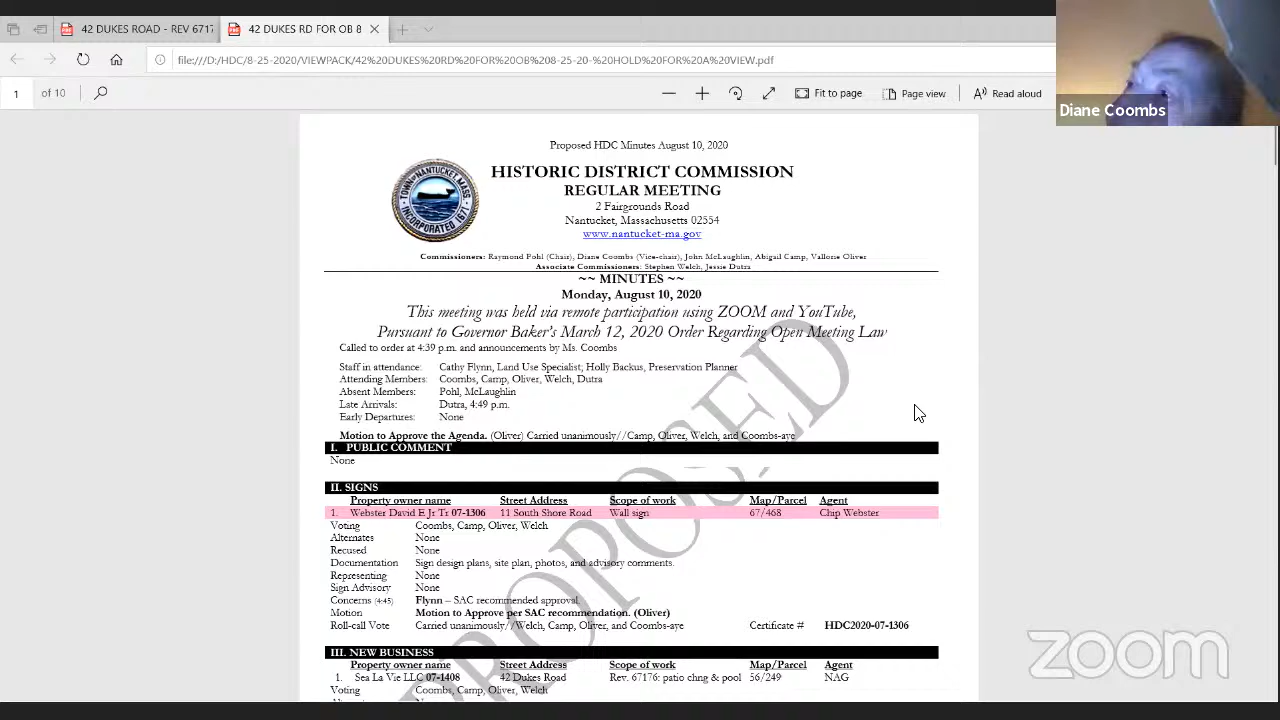 42 DUKES ROAD - REV 6717
42 DUKES RD FOR OB 8
file:///D:/HDC/8-25-2020/VIEWPACK/42%20DUKES%20RD%20FOR%20OB%208-25-20-%20HOLD%20FOR%20A%20VIEW.pdf
1 of 10
Fit to page
Page view
Read aloud
Diane Coombs
Proposed HDC Minutes August 10, 2020
TOWN OF NANTUCKET, MASS.
INCORPORATED 1671
HISTORIC DISTRICT COMMISSION
REGULAR MEETING
2 Fairgrounds Road
Nantucket, Massachusetts 02554
www.nantucket-ma.gov
Commissioners: Raymond Pohl (Chair), Diane Coombs (Vice-chair), John McLaughlin, Abigail Camp, Vallorie Oliver
Associate Commissioners: Stephen Welch, Jessie Dutra
~~ MINUTES ~~
Monday, August 10, 2020
This meeting was held via remote participation using ZOOM and YouTube,
Pursuant to Governor Baker's March 12, 2020 Order Regarding Open Meeting Law
Called to order at 4:39 p.m. and announcements by Ms. Coombs
Staff in attendance: Cathy Flynn, Land Use Specialist; Holly Backus, Preservation Planner
Attending Members: Coombs, Camp, Oliver, Welch, Dutra
Absent Members: Pohl, McLaughlin
Late Arrivals: Dutra, 4:49 p.m.
Early Departures: None
Motion to Approve the Agenda. (Oliver) Carried unanimously//Camp, Oliver, Welch, and Coombs-aye
I. PUBLIC COMMENT
None
II. SIGNS
Property owner name Street Address Scope of work Map/Parcel Agent
1. Webster David E Jr Tr 07-1306 11 South Shore Road Wall sign 67/468 Chip Webster
Voting Coombs, Camp, Oliver, Welch
Alternates None
Recused None
Documentation Sign design plans, site plan, photos, and advisory comments.
Representing None
Sign Advisory None
Concerns (4:45) Flynn – SAC recommended approval.
Motion Motion to Approve per SAC recommendation. (Oliver)
Roll-call Vote Carried unanimously//Welch, Camp, Oliver, and Coombs-aye Certificate # HDC2020-07-1306
III. NEW BUSINESS
Property owner name Street Address Scope of work Map/Parcel Agent
1. Sea La Vie LLC 07-1408 42 Dukes Road Rev. 67176: patio chng & pool 56/249 NAG
Voting Coombs, Camp, Oliver, Welch
PROPOSED
zoom